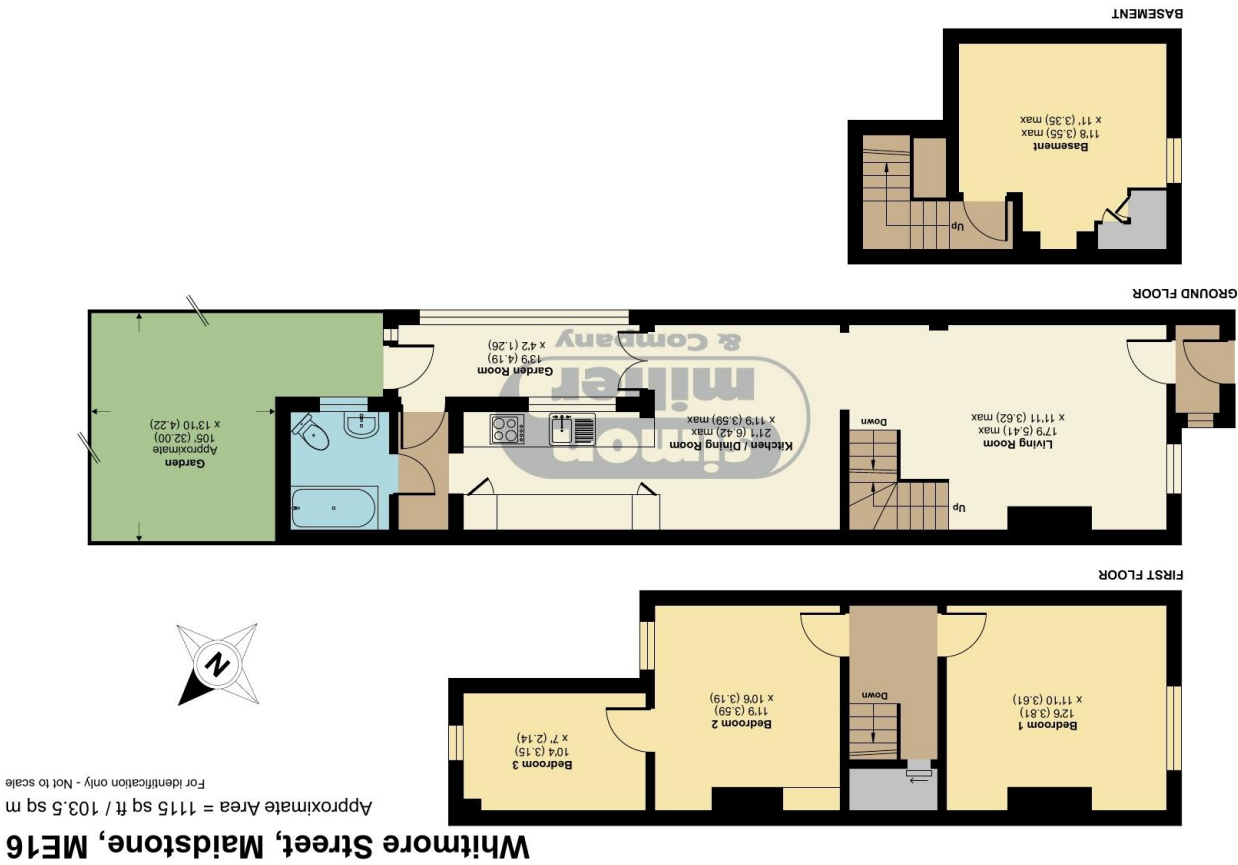 Whitmore Street, Maidstone, ME16
Approximate Area = 1115 sq ft / 103.5 sq m
For identification only - Not to scale
N
Bedroom 1
12'6 (3.81)
x 11'10 (3.61)
Down
Bedroom 2
11'9 (3.59)
x 10'6 (3.19)
Bedroom 3
10'4 (3.15)
x 7' (2.14)
FIRST FLOOR
Living Room
17'9 (5.41) max
x 11'11 (3.62) max
Up
Down
Kitchen / Dining Room
21'1 (6.42) max
x 11'9 (3.59) max
Garden Room
13'9 (4.19)
x 4'2 (1.26)
Garden
Approximate
105' (32.00)
x 13'10 (4.22)
simon
miller
& Company
GROUND FLOOR
Up
Basement
11'8 (3.55) max
x 11' (3.35) max
BASEMENT